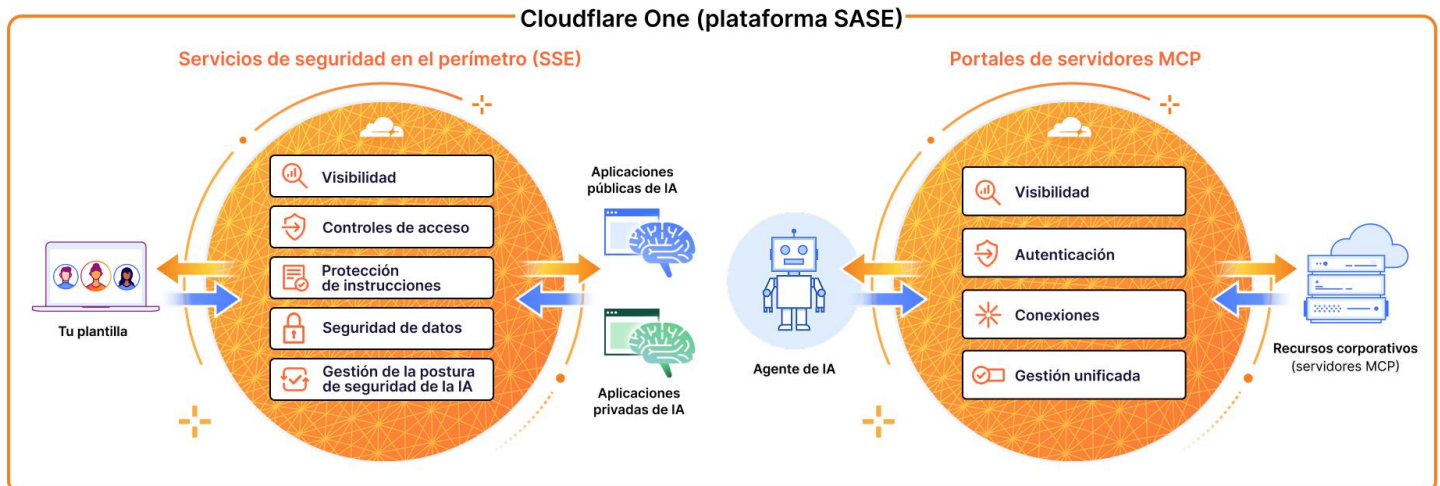 Cloudflare One (plataforma SASE)
Servicios de seguridad en el perímetro (SSE)
Visibilidad
Controles de acceso
Protección
de instrucciones
Seguridad de datos
Gestión de la postura
de seguridad de la IA
Tu plantilla
Aplicaciones
públicas de IA
Aplicaciones
privadas de IA
Portales de servidores MCP
Visibilidad
Autenticación
Conexiones
Gestión unificada
Agente de IA
Recursos corporativos
(servidores MCP)